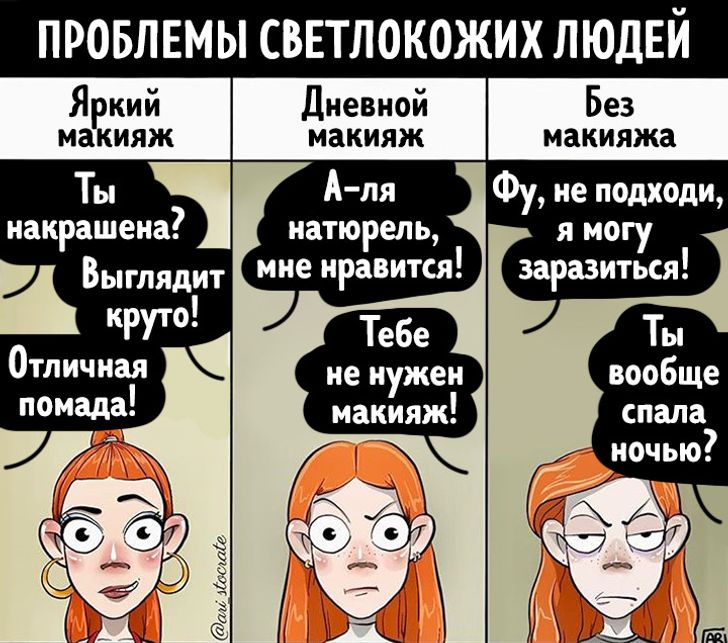 ПРОБЛЕМЫ СВЕТЛОКОЖИХ ЛЮДЕЙ
Яркий
макияж
Дневной
макияж
Без
макияжа
Ты
накрашена?
Выглядит
круто!
Отличная
помада!
А-ля
натюрель,
мне нравится!
Тебе
не нужен
макияж!
Фу, не подходи,
я могу
заразиться!
Ты
вообще
спала
ночью?
@ari_stocrate